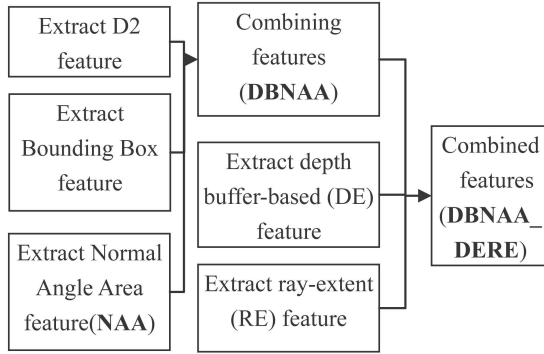 Extract D2
feature
Extract
Bounding Box
feature
Extract Normal
Angle Area
feature(NAA)
Combining
features
(DBNAA)
Extract depth
buffer-based (DE)
feature
Extract ray-extent
(RE) feature
Combined
features
(DBNAA_
DERE)